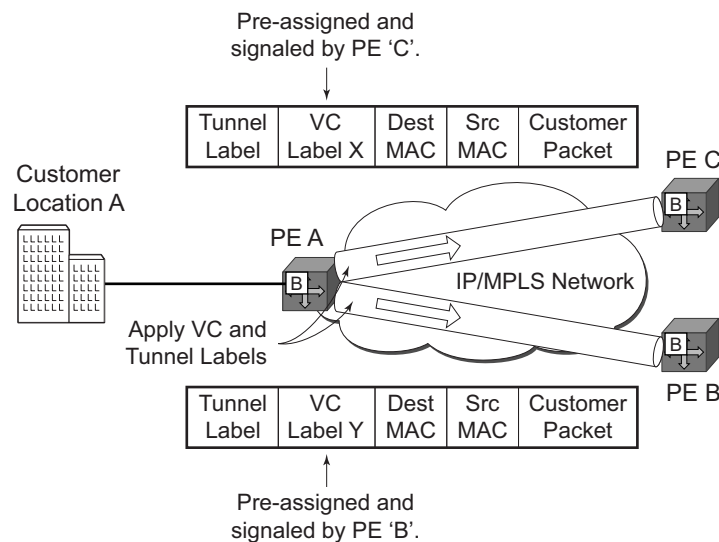 Pre-assigned and
signaled by PE ‘C’.
Tunnel
Label
VC
Label X
Dest
MAC
Src
MAC
Customer
Packet
PE C
B
Customer
Location A
PE A
B
IP/MPLS Network
Apply VC and
Tunnel Labels
B
PE B
Tunnel
Label
VC
Label Y
Dest
MAC
Src
MAC
Customer
Packet
Pre-assigned and
signaled by PE ‘B’.